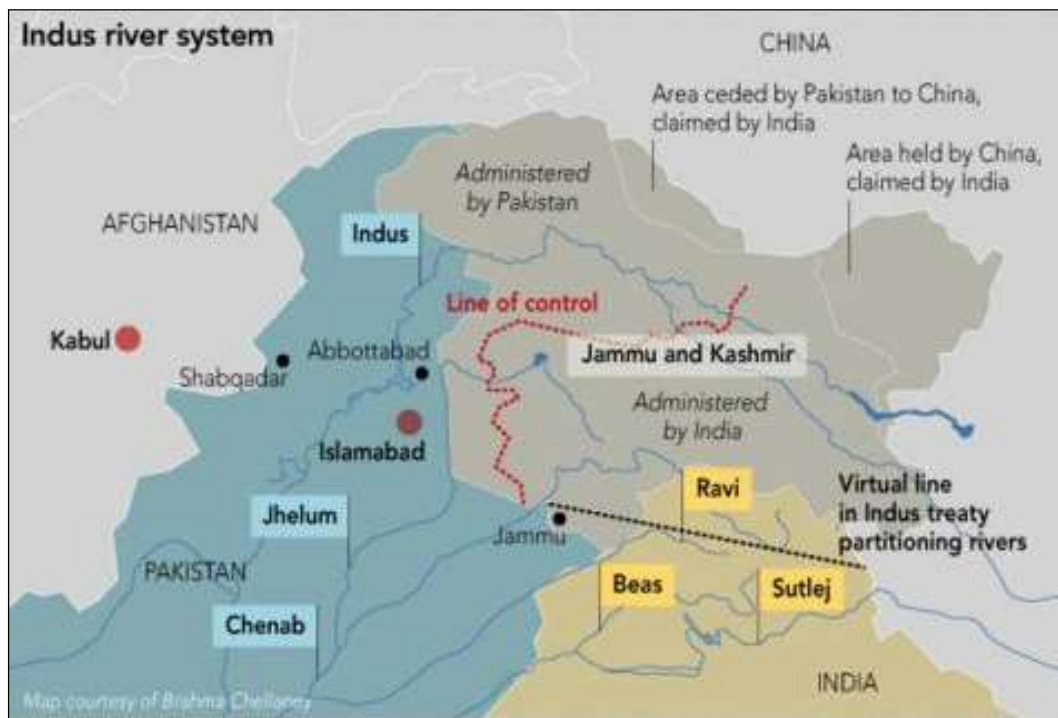 Indus river system
CHINA
Area ceded by Pakistan to China,
claimed by India
Area held by China,
claimed by India
Administered
by Pakistan
AFGHANISTAN
Indus
Line of control
Kabul
Shabqadar
Abbottabad
Jammu and Kashmir
Administered
by India
Islamabad
Ravi
Virtual line
in Indus treaty
partitioning rivers
Jhelum
Jammu
PAKISTAN
Beas
Sutlej
Chenab
INDIA
Map courtesy of Brahma Chellaney